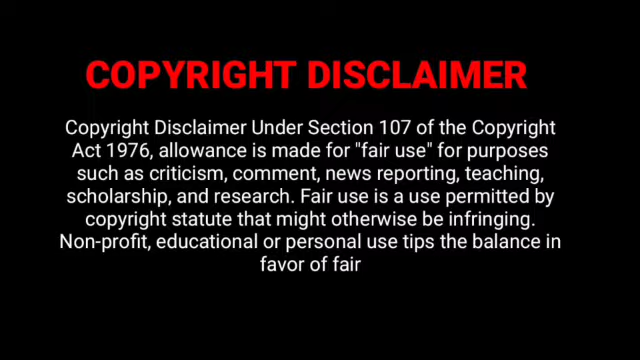 COPYRIGHT DISCLAIMER
Copyright Disclaimer Under Section 107 of the Copyright
Act 1976, allowance is made for "fair use" for purposes
such as criticism, comment, news reporting, teaching,
scholarship, and research. Fair use is a use permitted by
copyright statute that might otherwise be infringing.
Non-profit, educational or personal use tips the balance in
favor of fair